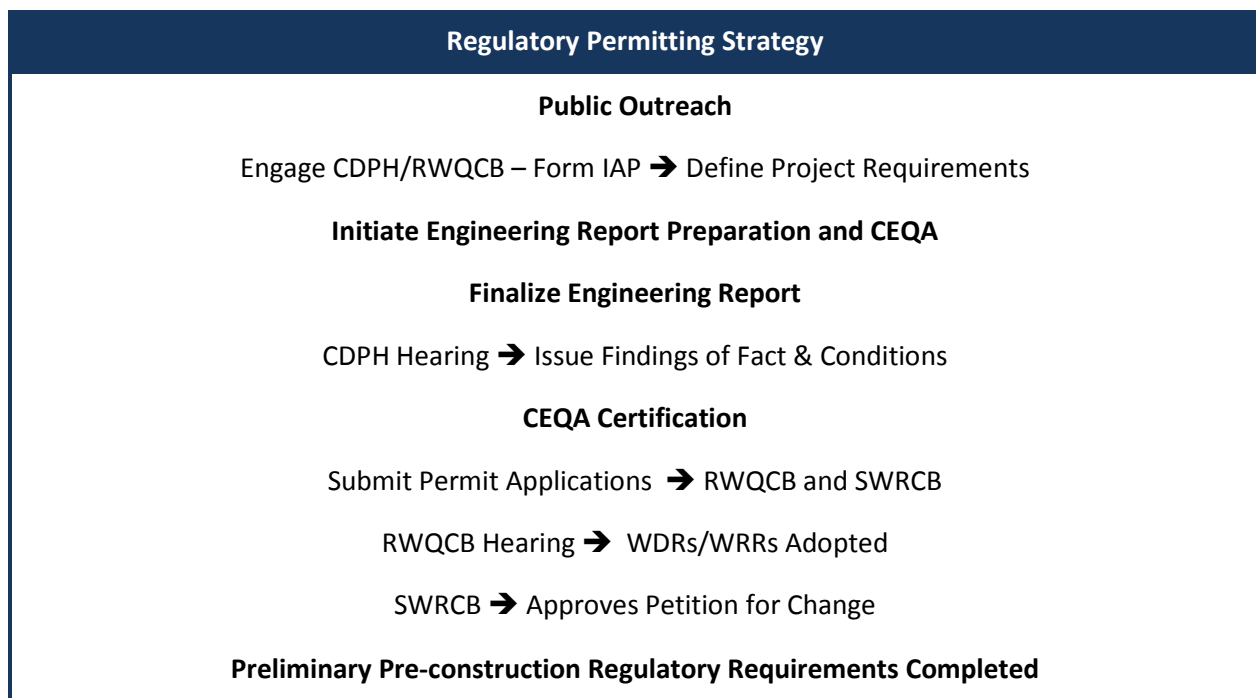 Regulatory Permitting Strategy
Public Outreach
Engage CDPH/RWQCB – Form IAP ➔ Define Project Requirements
Initiate Engineering Report Preparation and CEQA
Finalize Engineering Report
CDPH Hearing ➔ Issue Findings of Fact & Conditions
CEQA Certification
Submit Permit Applications ➔ RWQCB and SWRCB
RWQCB Hearing ➔ WDRs/WRRs Adopted
SWRCB ➔ Approves Petition for Change
Preliminary Pre-construction Regulatory Requirements Completed